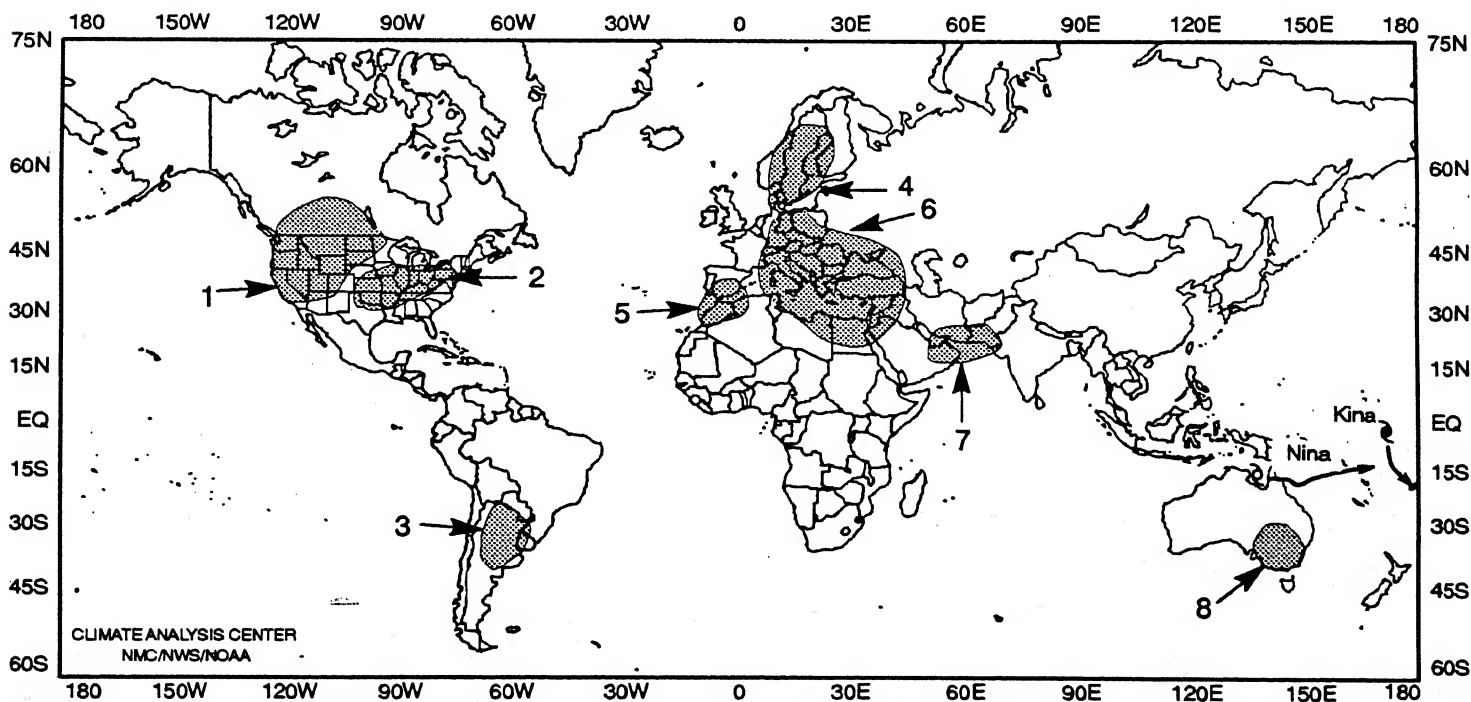 180 150W 120W 90W 60W 30W 0 30E 60E 90E 120E 150E 180
75N 75N
60N 60N
4
6
45N 45N
2
1
5
30N 30N
15N 15N
7
Kina
EQ EQ
Nina
15S 15S
3
30S 30S
45S 45S
8
CLIMATE ANALYSIS CENTER
NMC/NWS/NOAA
60S 60S
180 150W 120W 90W 60W 30W 0 30E 60E 90E 120E 150E 180